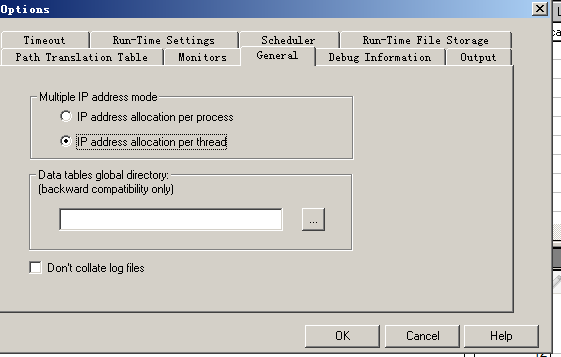 Options
Timeout
Run-Time Settings
Scheduler
Run-Time File Storage
Path Translation Table
Monitors
General
Debug Information
Output
Multiple IP address mode
IP address allocation per process
IP address allocation per thread
Data tables global directory:
(backward compatibility only)
...
Don't collate log files
OK
Cancel
Help